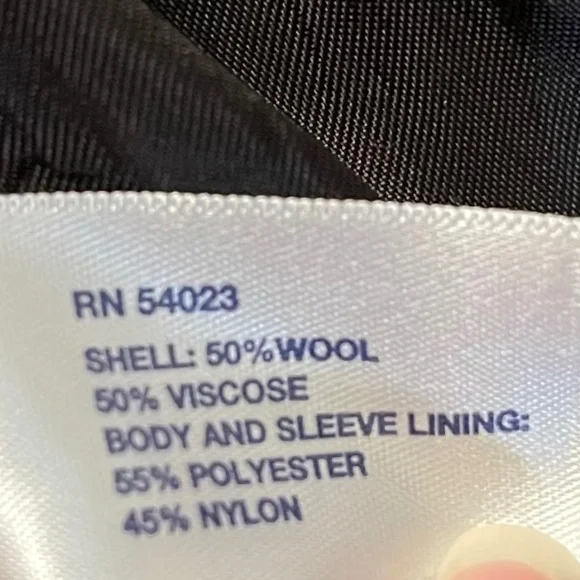 RN 54023
SHELL: 50%WOOL
50% VISCOSE
BODY AND SLEEVE LINING:
55% POLYESTER
45% NYLON